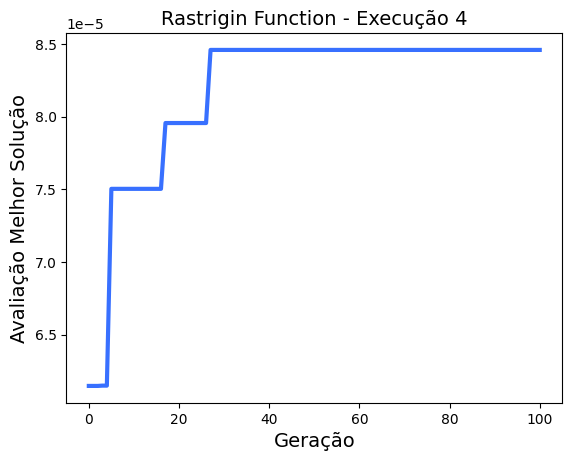 Rastrigin Function - Execução 4
1e−5
8.5
8.0
7.5
7.0
6.5
Avaliação Melhor Solução
0 20 40 60 80 100
Geração